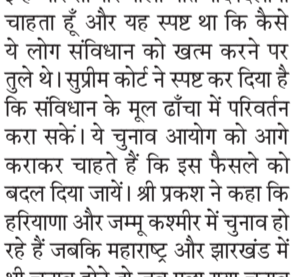 चाहता हूँ और यह स्पष्ट था कि कैसे
ये लोग संविधान को खत्म करने पर
तुले थे। सुप्रीम कोर्ट ने स्पष्ट कर दिया है
कि संविधान के मूल ढाँचा में परिवर्तन
करा सकें। ये चुनाव आयोग को आगे
कराकर चाहते हैं कि इस फैसले को
बदल दिया जायें। श्री प्रकश ने कहा कि
हरियाणा और जम्मू कश्मीर में चुनाव हो
रहे हैं जबकि महाराष्ट्र और झारखंड में